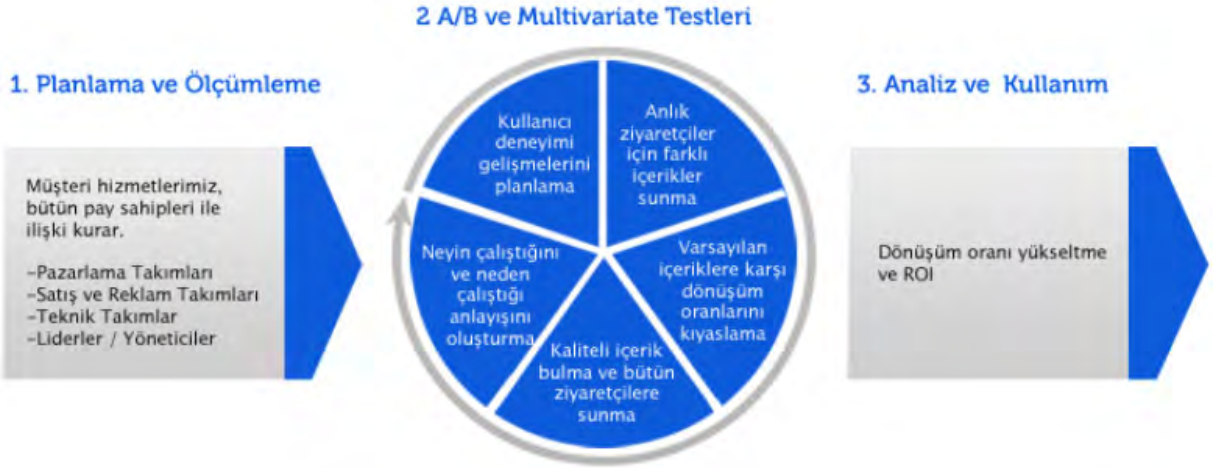 2 A/B ve Multivariate Testleri
1. Planlama ve Ölçümleme
Müşteri hizmetlerimiz,
bütün pay sahipleri ile
ilişki kurar.
-Pazarlama Takımları
-Satış ve Reklam Takımları
-Teknik Takımlar
-Liderler / Yöneticiler
Kullanıcı
deneyimi
gelişmelerini
planlama
Anlık
ziyaretçiler
için farklı
içerikler
sunma
Varsayılan
içeriklere karşı
dönüşüm
oranlarını
kıyaslama
Kaliteli içerik
bulma ve bütün
ziyaretçilere
sunma
Neyin çalıştığını
ve neden
çalıştığı
anlayışını
oluşturma
3. Analiz ve Kullanım
Dönüşüm oranı yükseltme
ve ROI